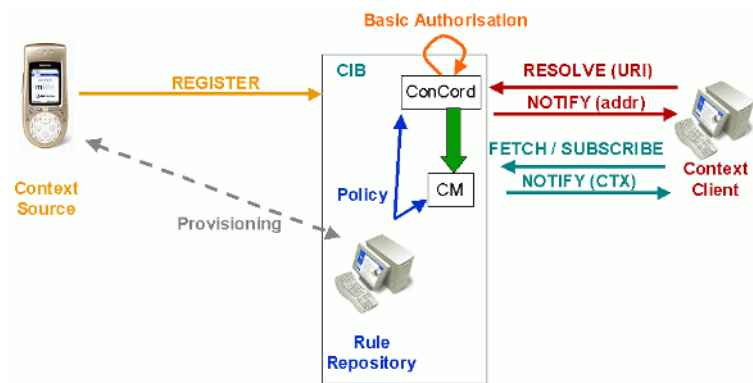 Basic Authorisation
CIB
REGISTER
ConCord
RESOLVE (URI)
NOTIFY (addr)
FETCH / SUBSCRIBE
NOTIFY (CTX)
Context
Client
Context
Source
CM
Policy
Provisioning
Rule
Repository